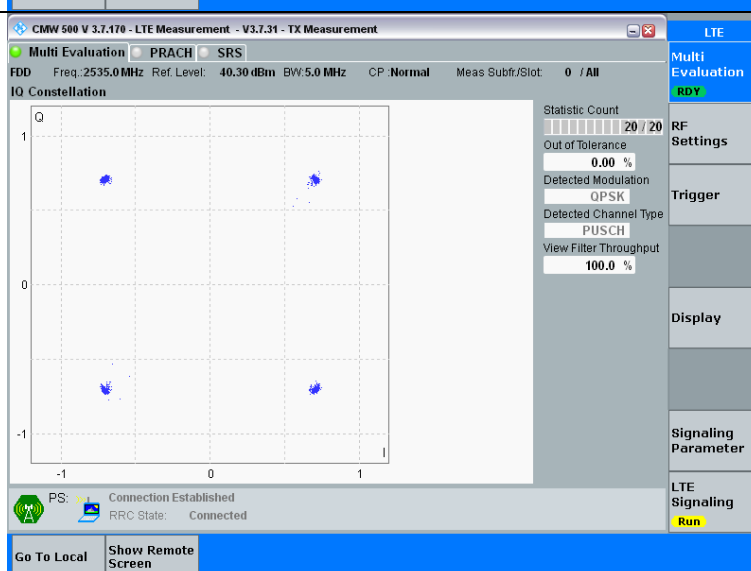 CMW 500 V 3.7.170 - LTE Measurement - V3.7.31 - TX Measurement
LTE
Multi Evaluation PRACH SRS
FDD Freq.:2535.0 MHz Ref. Level: 40.30 dBm BW:5.0 MHz CP :Normal Meas Subfr./Slot: 0 / All
IQ Constellation
Q
1
0
-1
I
-1 0 1
Statistic Count
20 / 20
Out of Tolerance
0.00 %
Detected Modulation
QPSK
Detected Channel Type
PUSCH
View Filter Throughput
100.0 %
Multi
Evaluation
RDY
RF
Settings
Trigger
Display
Signaling
Parameter
LTE
Signaling
Run
PS: Connection Established
RRC State: Connected
Go To Local
Show Remote
Screen